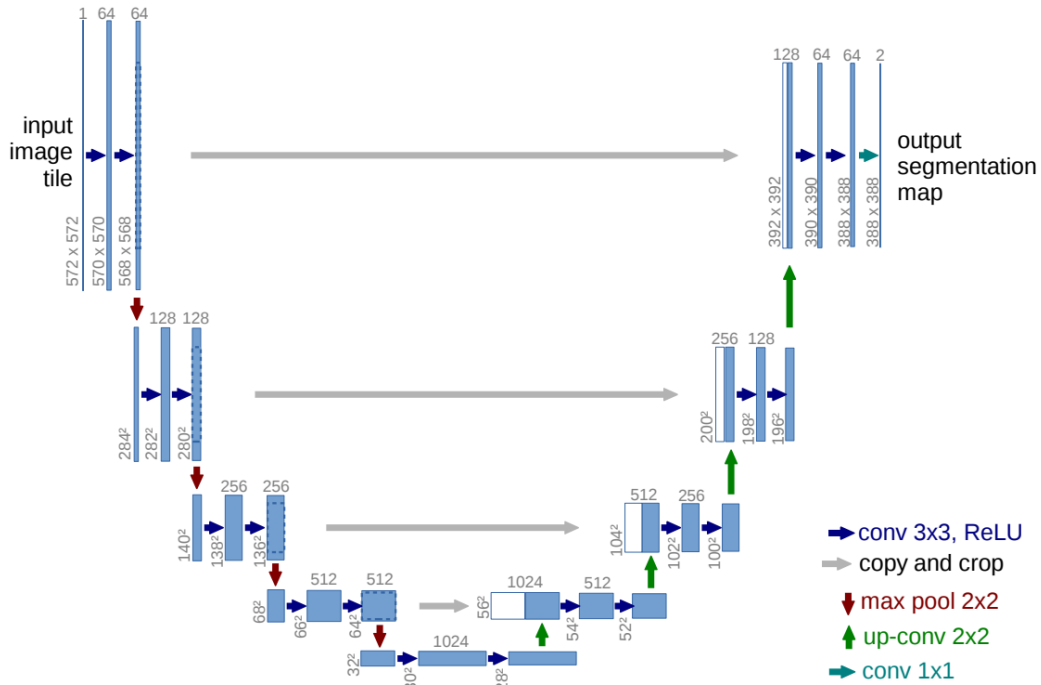 1 64 64
input
image
tile
572 x 572
570 x 570
568 x 568
128 64 64 2
output
segmentation
map
392 x 392
390 x 390
388 x 388
388 x 388
128 128
284²
282²
280²
256 128
200²
198²
196²
256 256
140²
138²
136²
512 256
104²
102²
100²
512 512
68²
66²
64²
1024 512
56²
54²
52²
1024
32²
conv 3x3, ReLU
copy and crop
max pool 2x2
up-conv 2x2
conv 1x1